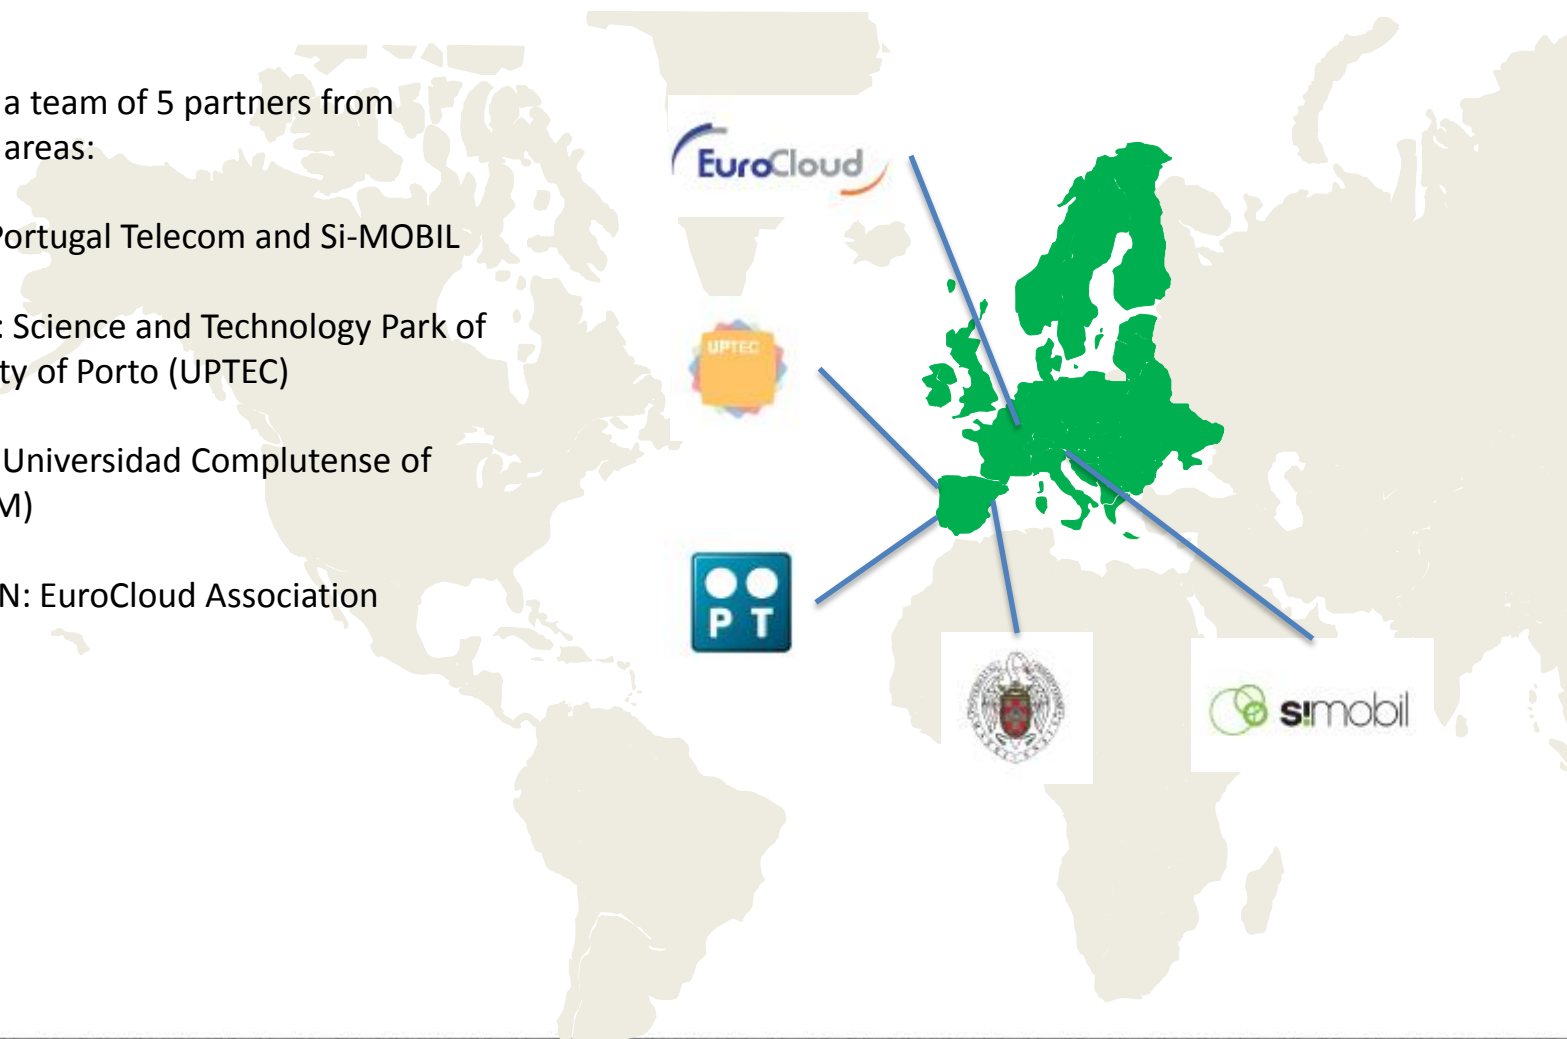 a team of 5 partners from
areas:
Portugal Telecom and Si-MOBIL
: Science and Technology Park of
ty of Porto (UPTEC)
Universidad Complutense of
M)
N: EuroCloud Association
EuroCloud
UPTEC
P T
s!mobil